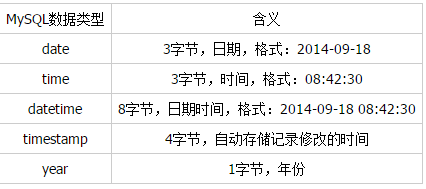 MySQL数据类型 含义
date 3字节，日期，格式：2014-09-18
time 3字节，时间，格式：08:42:30
datetime 8字节，日期时间，格式：2014-09-18 08:42:30
timestamp 4字节，自动存储记录修改的时间
year 1字节，年份